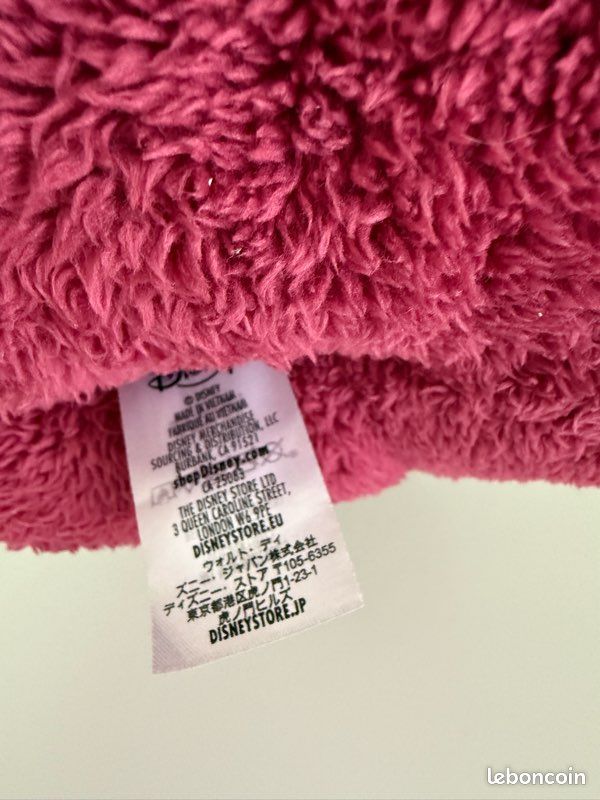 Disney
© DISNEY
MADE IN VIETNAM
FABRIQUÉ AU VIETNAM
DISNEY MERCHANDISE
SOURCING & DISTRIBUTION, LLC
BURBANK, CA 91521
shopDisney.com
CA 25063
THE DISNEY STORE LTD
3 QUEEN CAROLINE STREET,
LONDON W6 9PE
DISNEYSTORE.EU
ウォルト・ディ
ズニー・ジャパン株式会社
ディズニー・ストア 〒105-6355
東京都港区虎ノ門1-23-1
虎ノ門ヒルズ
DISNEYSTORE.JP
leboncoin